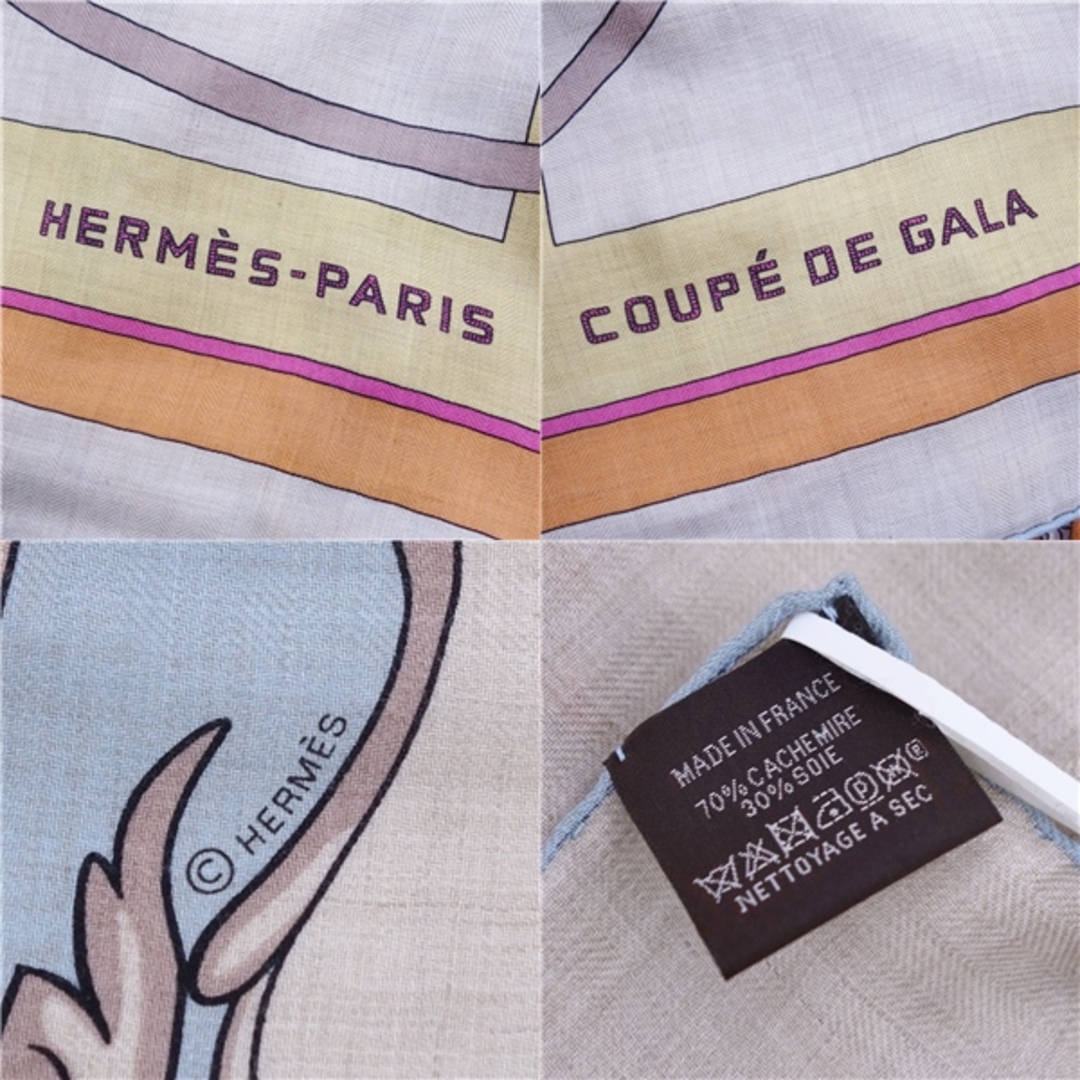 HERMÈS-PARIS
COUPÉ DE GALA
© HERMÈS
MADE IN FRANCE
70% CACHEMIRE
30% SOIE
NETTOYAGE A SEC